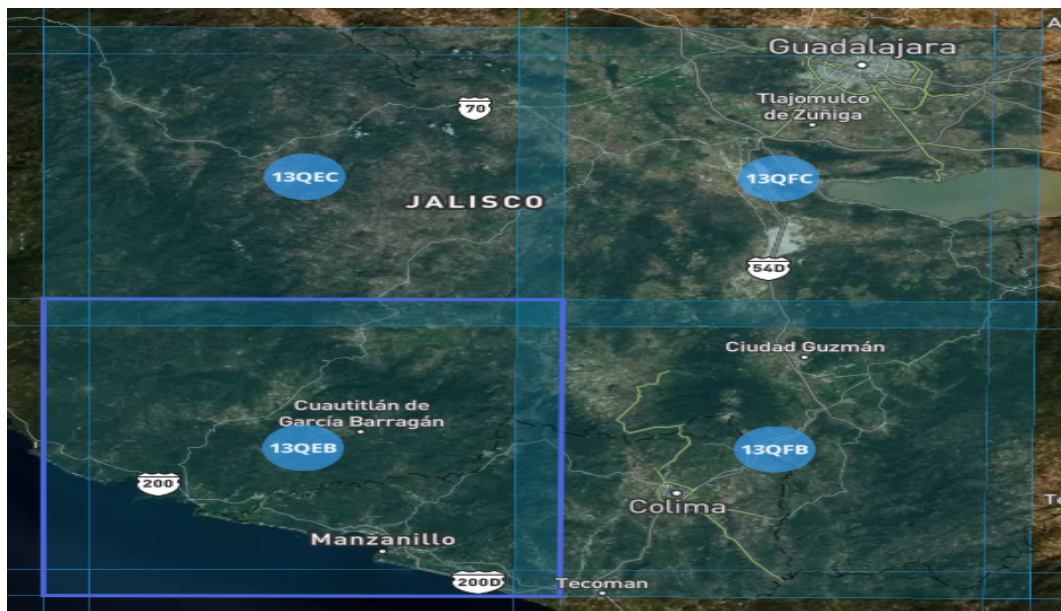 A
Guadalajara
70
Tlajomulco
de Zuñiga
13QEC
13QFC
JALISCO
54D
Ciudad Guzmán
Cuautitlán de
García Barragán
13QEB
13QFB
200
Colima
Te
Manzanillo
200D
Tecoman